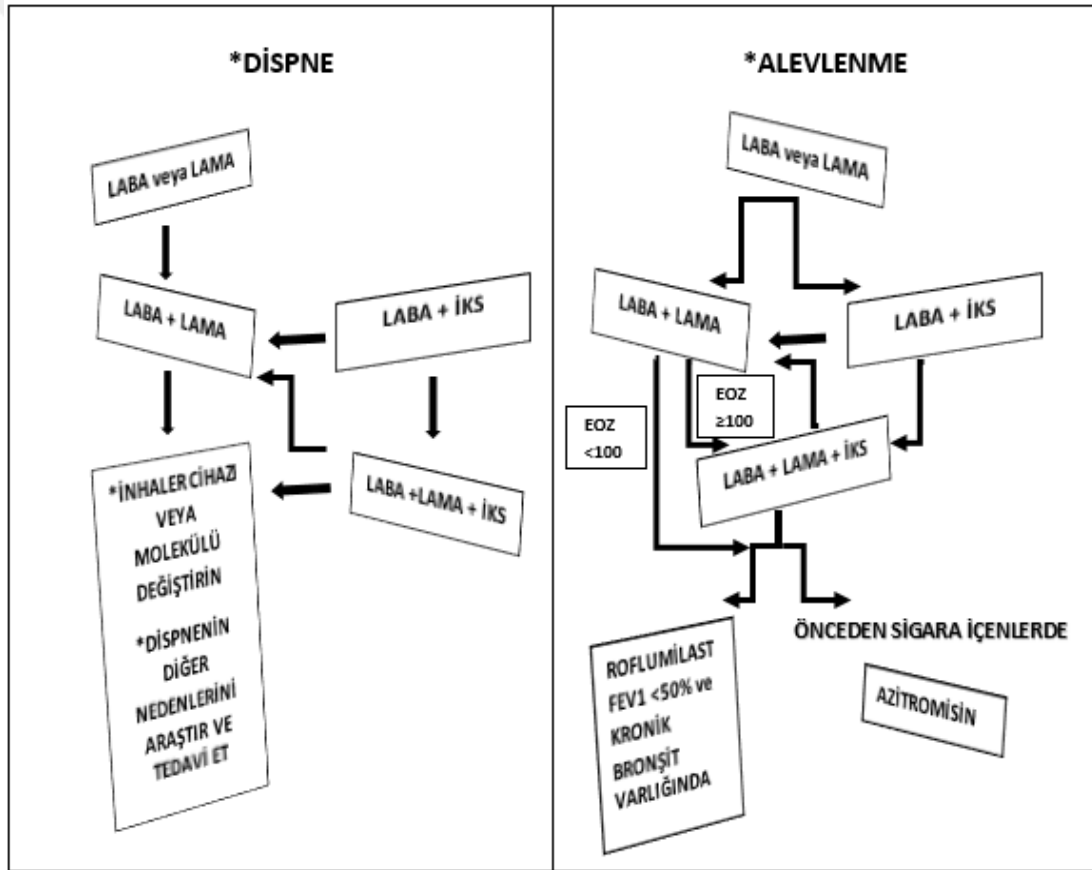 *DİSPNE
LABA veya LAMA
LABA + LAMA
LABA + İKS
LABA +LAMA + İKS
*İNHALER CİHAZI
VEYA
MOLEKÜLÜ
DEĞİŞTİRİN
*DİSPNENİN
DİĞER
NEDENLERİNİ
ARAŞTIR VE
TEDAVİ ET
*ALEVLENME
LABA veya LAMA
LABA + LAMA
LABA + İKS
EOZ
<100
EOZ
≥100
LABA + LAMA + İKS
ROFLUMİLAST
FEV1 <50% ve
KRONİK
BRONŞİT
VARLIĞINDA
ÖNCEDEN SİGARA İÇENLERDE
AZİTROMİSİN